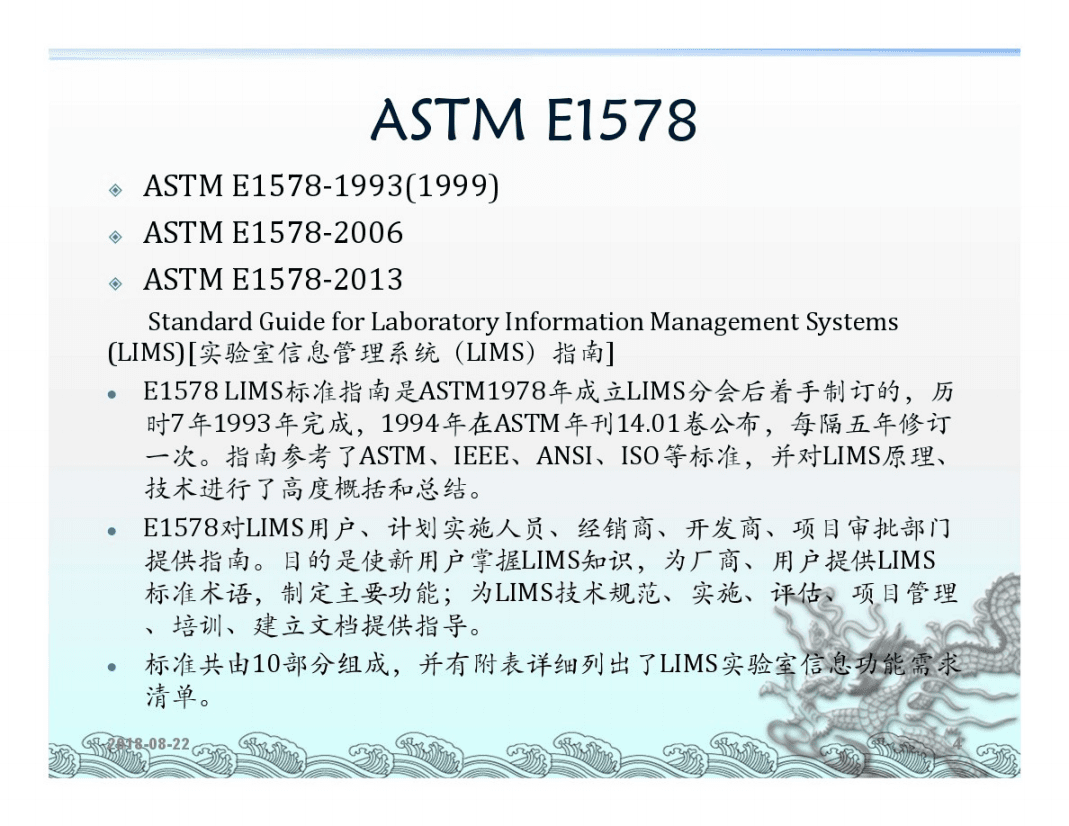 ASTM E1578
ASTM E1578-1993(1999)
ASTM E1578-2006
ASTM E1578-2013
Standard Guide for Laboratory Information Management Systems
(LIMS)[实验室信息管理系统（LIMS）指南]
E1578 LIMS标准指南是ASTM1978年成立LIMS分会后着手制订的，历
时7年1993年完成，1994年在ASTM年刊14.01卷公布，每隔五年修订
一次。指南参考了ASTM、IEEE、ANSI、ISO等标准，并对LIMS原理、
技术进行了高度概括和总结。
E1578对LIMS用户、计划实施人员、经销商、开发商、项目审批部门
提供指南。目的是使新用户掌握LIMS知识，为厂商、用户提供LIMS
标准术语，制定主要功能；为LIMS技术规范、实施、评估、项目管理
、培训、建立文档提供指导。
标准共由10部分组成，并有附表详细列出了LIMS实验室信息功能需求
清单。
2018-08-22
4